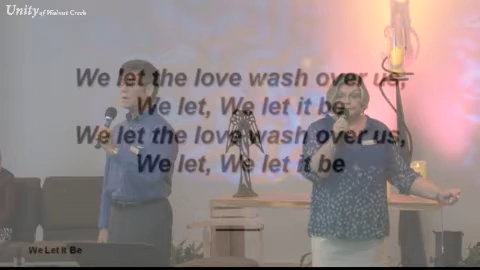 Unity of Walnut Creek
We let the love wash over us,
We let, We let it be
We let the love wash over us,
We let, We let it be
We Let it Be